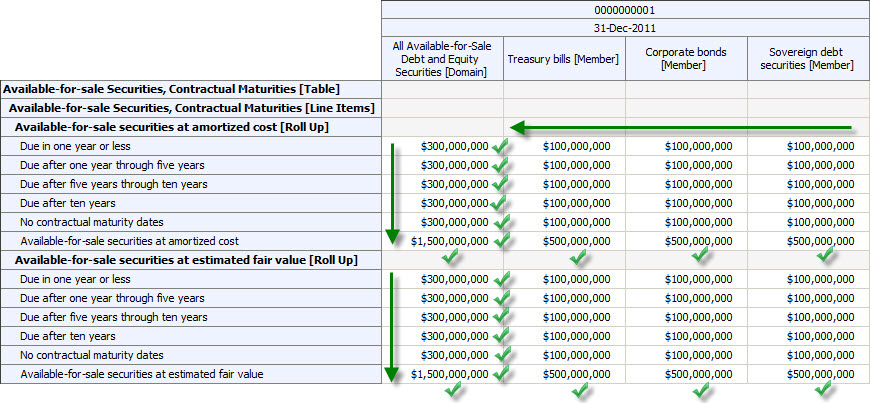 0000000001
31-Dec-2011
All Available-for-Sale
Debt and Equity
Securities [Domain]
Treasury bills [Member]
Corporate bonds
[Member]
Sovereign debt
securities [Member]
Available-for-sale Securities, Contractual Maturities [Table]
Available-for-sale Securities, Contractual Maturities [Line Items]
Available-for-sale securities at amortized cost [Roll Up]
Due in one year or less $300,000,000 $100,000,000 $100,000,000 $100,000,000
Due after one year through five years $300,000,000 $100,000,000 $100,000,000 $100,000,000
Due after five years through ten years $300,000,000 $100,000,000 $100,000,000 $100,000,000
Due after ten years $300,000,000 $100,000,000 $100,000,000 $100,000,000
No contractual maturity dates $300,000,000 $100,000,000 $100,000,000 $100,000,000
Available-for-sale securities at amortized cost $1,500,000,000 $500,000,000 $500,000,000 $500,000,000
Available-for-sale securities at estimated fair value [Roll Up]
Due in one year or less $300,000,000 $100,000,000 $100,000,000 $100,000,000
Due after one year through five years $300,000,000 $100,000,000 $100,000,000 $100,000,000
Due after five years through ten years $300,000,000 $100,000,000 $100,000,000 $100,000,000
Due after ten years $300,000,000 $100,000,000 $100,000,000 $100,000,000
No contractual maturity dates $300,000,000 $100,000,000 $100,000,000 $100,000,000
Available-for-sale securities at estimated fair value $1,500,000,000 $500,000,000 $500,000,000 $500,000,000